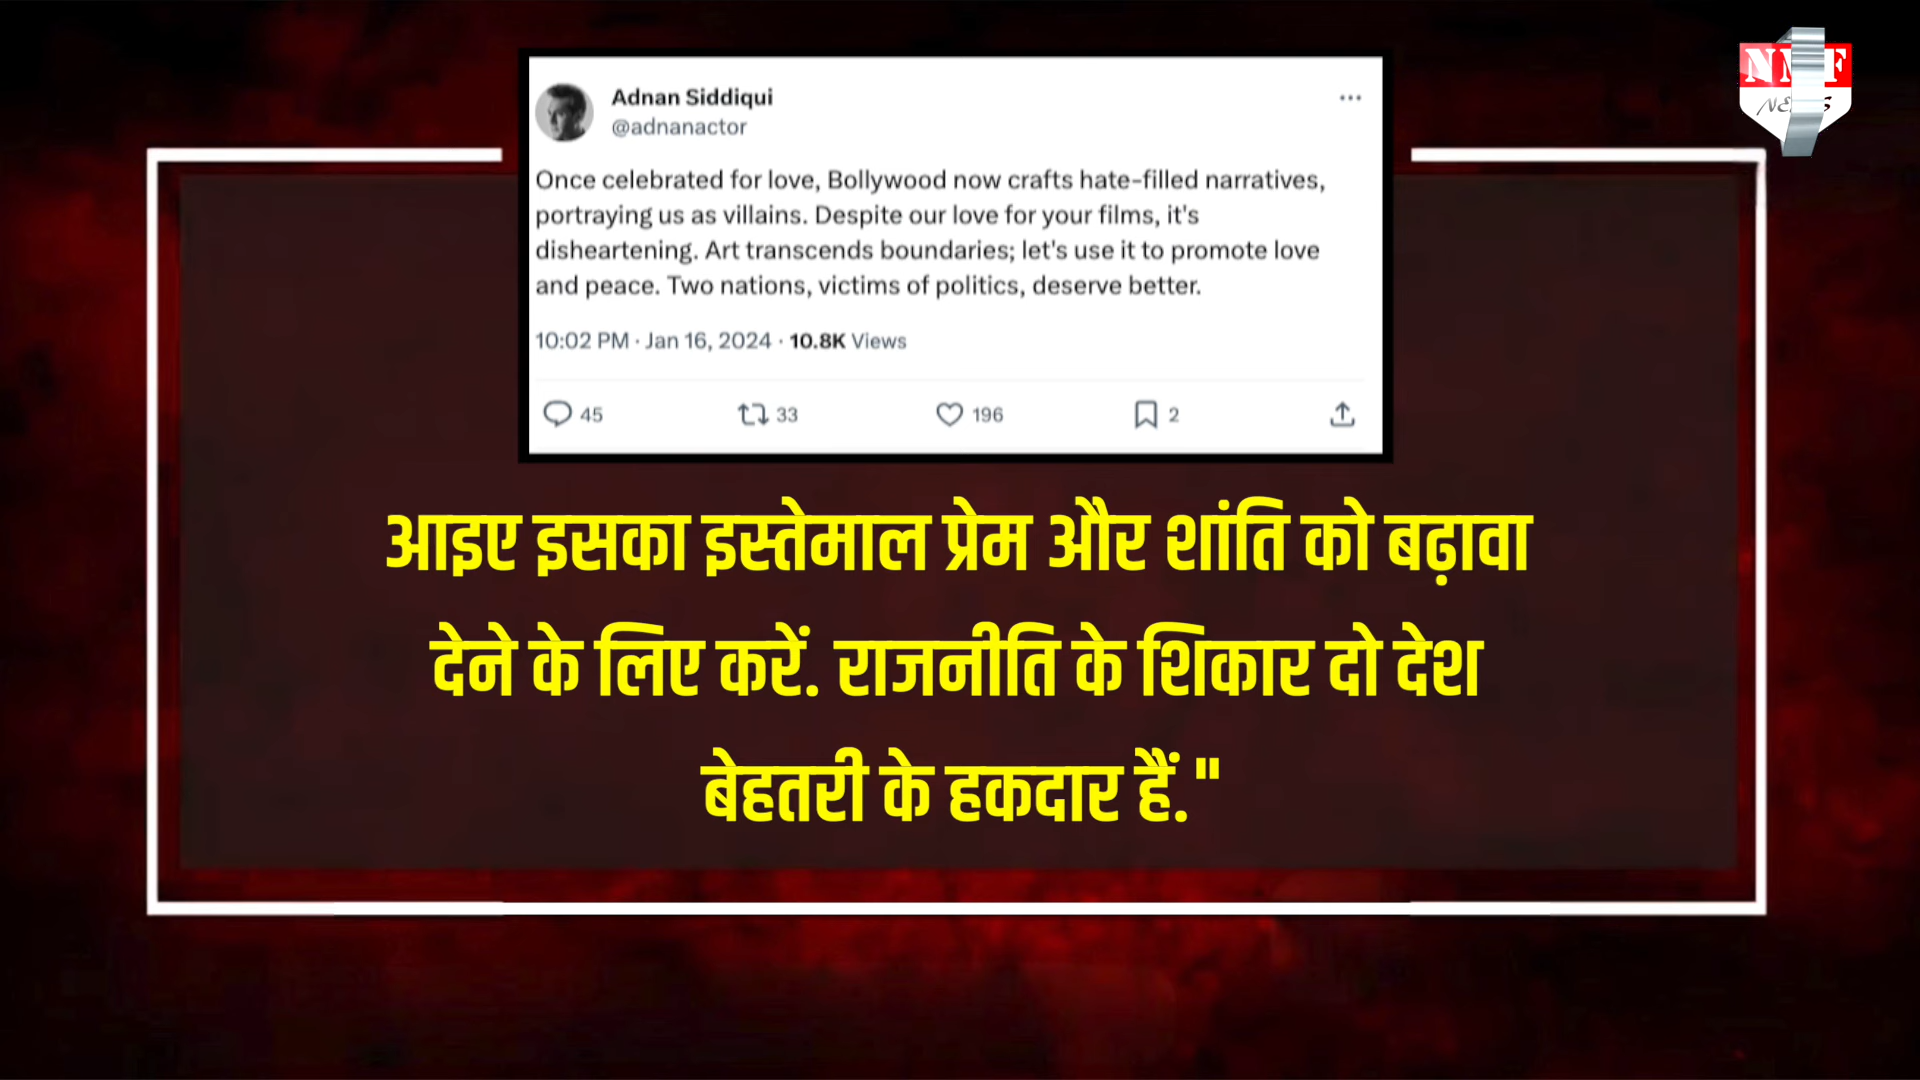 NMF
NEWS
Adnan Siddiqui
@adnanactor
Once celebrated for love, Bollywood now crafts hate-filled narratives,
portraying us as villains. Despite our love for your films, it's
disheartening. Art transcends boundaries; let's use it to promote love
and peace. Two nations, victims of politics, deserve better.
10:02 PM · Jan 16, 2024 · 10.8K Views
45 33 196 2
आइए इसका इस्तेमाल प्रेम और शांति को बढ़ावा
देने के लिए करें. राजनीति के शिकार दो देश
बेहतरी के हकदार हैं."